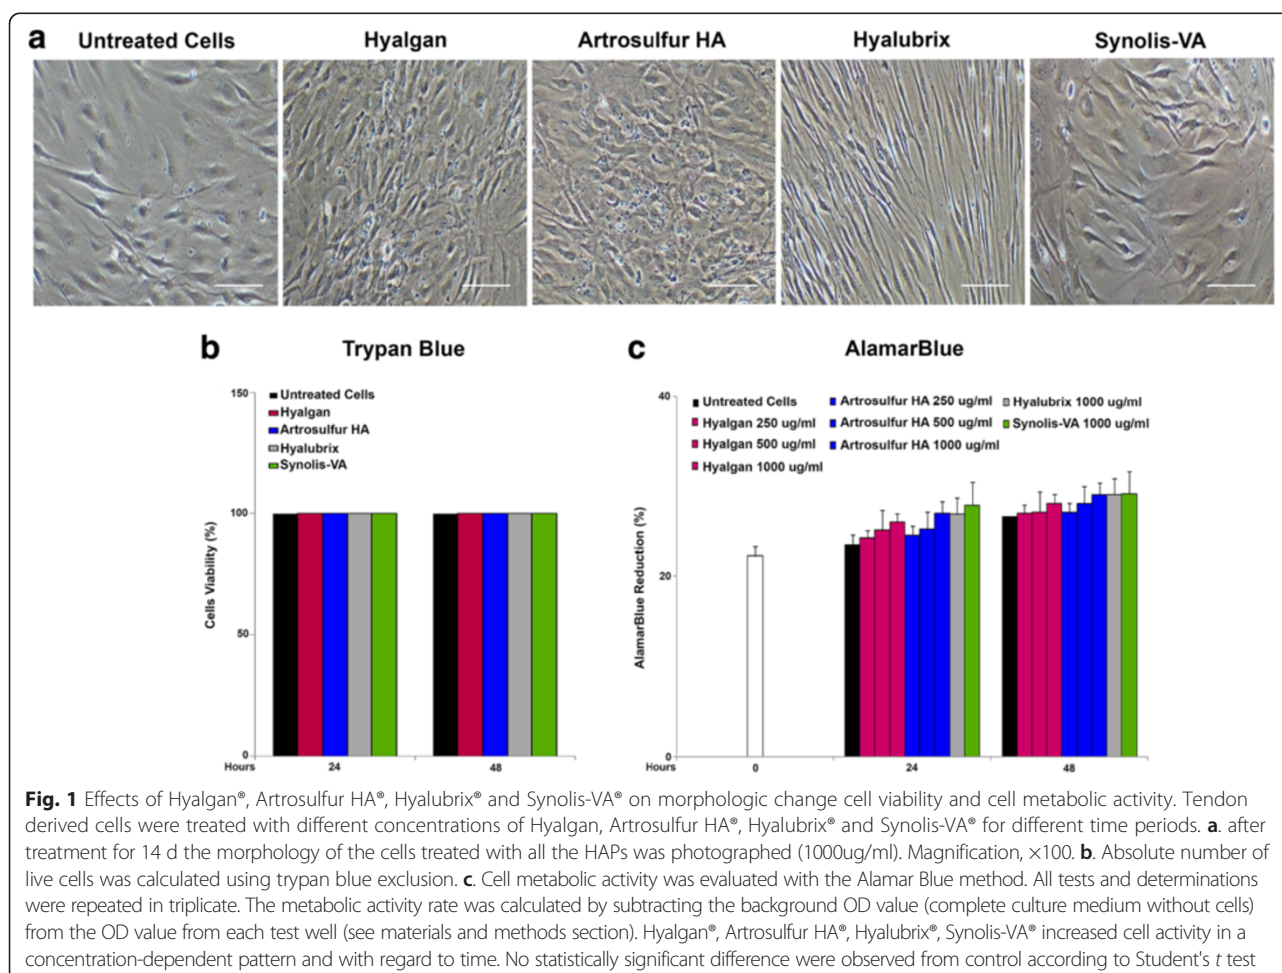 a
Untreated Cells
Hyalgan
Artrosulfur HA
Hyalubrix
Synolis-VA
b
Trypan Blue
150
100
50
0
Cells Viability (%)
Untreated Cells
Hyalgan
Artrosulfur HA
Hyalubrix
Synolis-VA
Hours
24
48
c
AlamarBlue
40
20
0
AlamarBlue Reduction (%)
Untreated Cells
Hyalgan 250 ug/ml
Hyalgan 500 ug/ml
Hyalgan 1000 ug/ml
Artrosulfur HA 250 ug/ml
Artrosulfur HA 500 ug/ml
Artrosulfur HA 1000 ug/ml
Hyalubrix 1000 ug/ml
Synolis-VA 1000 ug/ml
Hours
0
24
48
Fig. 1 Effects of Hyalgan®, Artrosulfur HA®, Hyalubrix® and Synolis-VA® on morphologic change cell viability and cell metabolic activity. Tendon
derived cells were treated with different concentrations of Hyalgan, Artrosulfur HA®, Hyalubrix® and Synolis-VA® for different time periods. a. after
treatment for 14 d the morphology of the cells treated with all the HAPs was photographed (1000ug/ml). Magnification, ×100. b. Absolute number of
live cells was calculated using trypan blue exclusion. c. Cell metabolic activity was evaluated with the Alamar Blue method. All tests and determinations
were repeated in triplicate. The metabolic activity rate was calculated by subtracting the background OD value (complete culture medium without cells)
from the OD value from each test well (see materials and methods section). Hyalgan®, Artrosulfur HA®, Hyalubrix®, Synolis-VA® increased cell activity in a
concentration-dependent pattern and with regard to time. No statistically significant difference were observed from control according to Student's t test